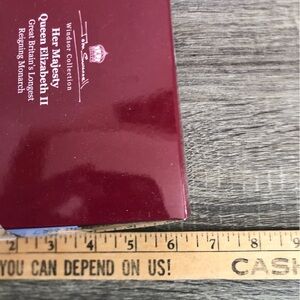 Windsor Collection
Her Majesty
Queen Elizabeth II
Great Britain's Longest
Reigning Monarch
2 3 4 5 6 7 8 9
YOU CAN DEPEND ON US!
CASH